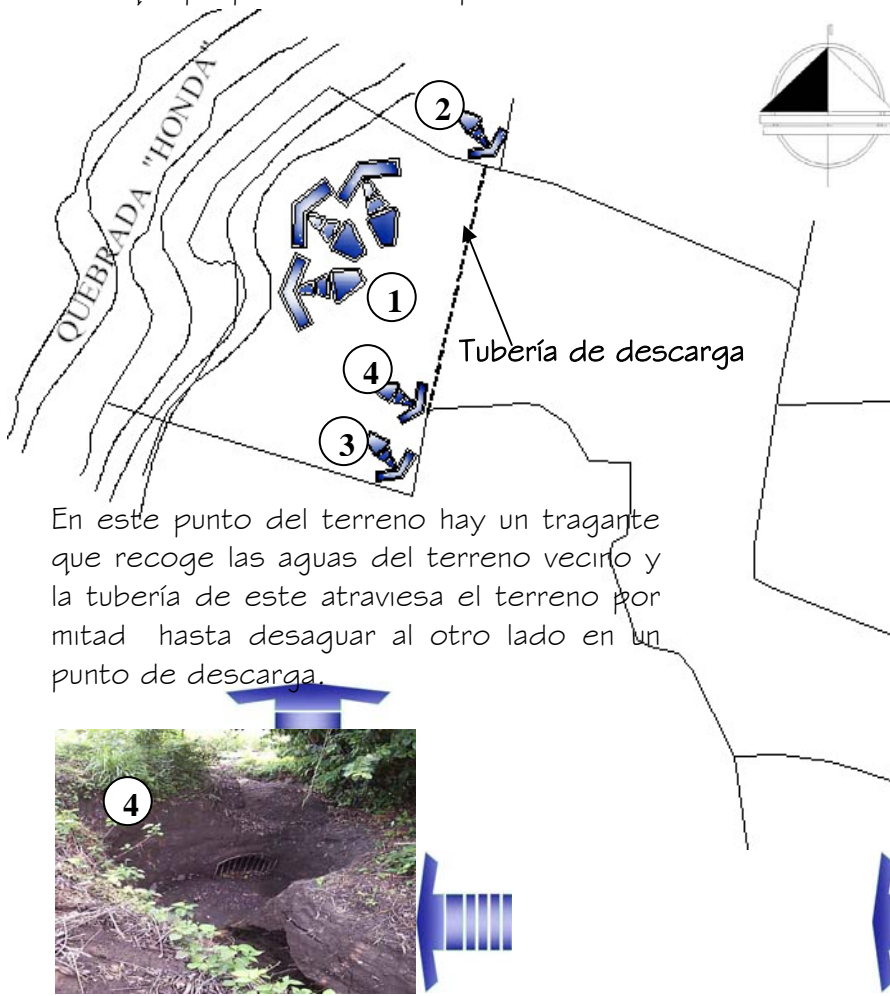 QUEBRADA "HONDA"
2
1
Tubería de descarga
4
3
En este punto del terreno hay un tragante
que recoge las aguas del terreno vecino y
la tubería de este atraviesa el terreno por
mitad hasta desaguar al otro lado en un
punto de descarga.
4